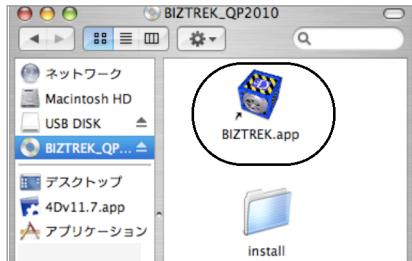 BIZTREK_QP2010
ネットワーク
Macintosh HD
USB DISK
BIZTREK_QP...
デスクトップ
4Dv11.7.app
アプリケーション
BIZTREK.app
install